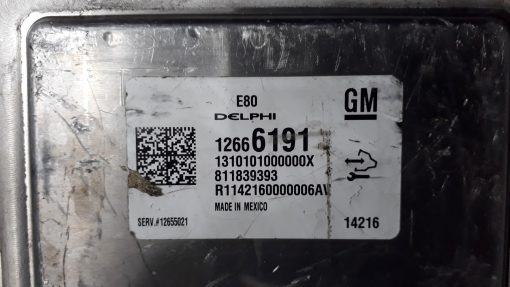 E80
DELPHI
GM
12666191
1310101000000X
811839393
R1142160000006AV
MADE IN MEXICO
SERV.#12655021
14216